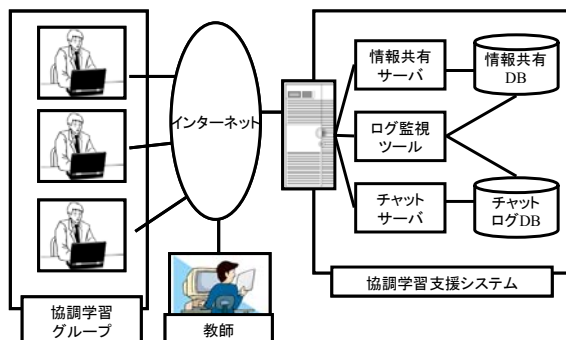 情報共有
サーバ
情報共有
DB
インターネット
ログ監視
ツール
チャット
サーバ
チャット
ログDB
協調学習支援システム
協調学習
グループ
教師